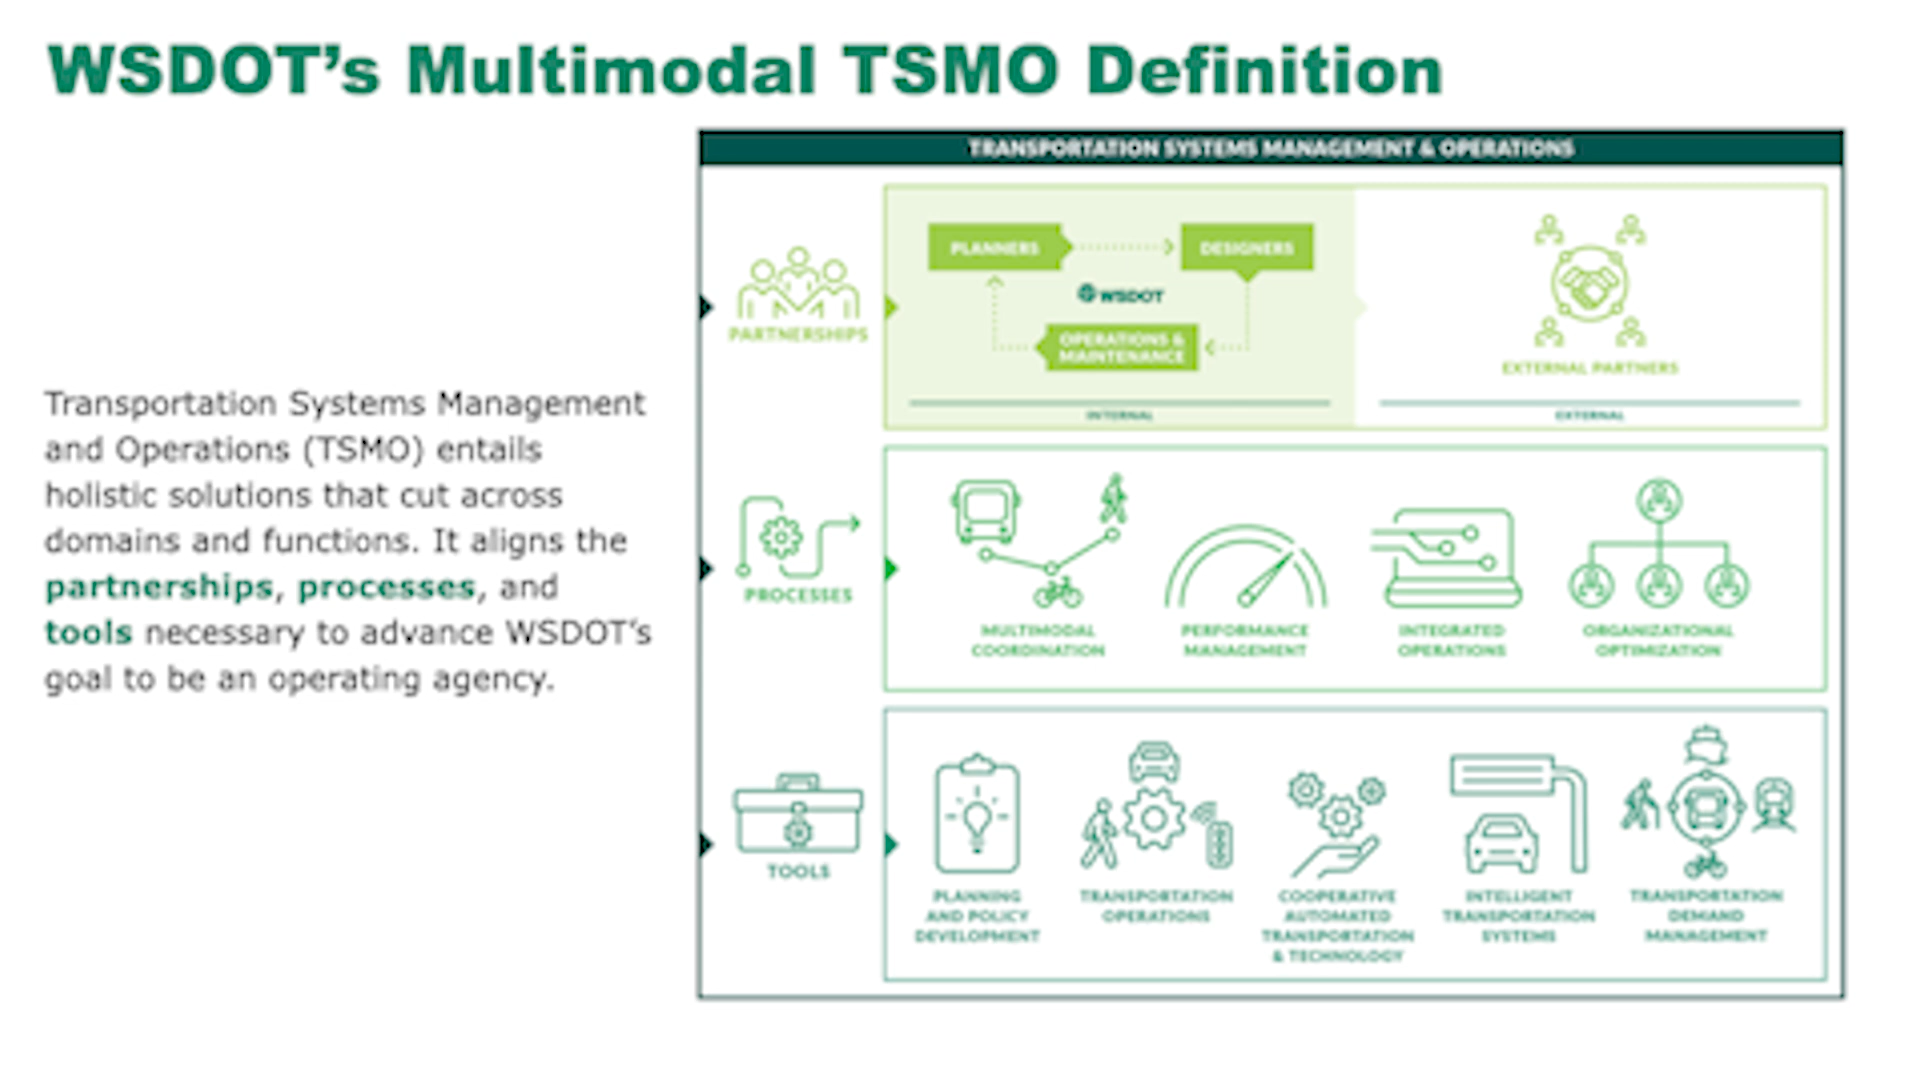 WSDOT’s Multimodal TSMO Definition
Transportation Systems Management
and Operations (TSMO) entails
holistic solutions that cut across
domains and functions. It aligns the
partnerships, processes, and
tools necessary to advance WSDOT’s
goal to be an operating agency.
TRANSPORTATION SYSTEMS MANAGEMENT & OPERATIONS
PARTNERSHIPS
PLANNERS
DESIGNERS
WSDOT
OPERATIONS &
MAINTENANCE
INTERNAL
EXTERNAL PARTNERS
EXTERNAL
PROCESSES
MULTIMODAL
COORDINATION
PERFORMANCE
MANAGEMENT
INTEGRATED
OPERATIONS
ORGANIZATIONAL
OPTIMIZATION
TOOLS
PLANNING
AND POLICY
DEVELOPMENT
TRANSPORTATION
OPERATIONS
COOPERATIVE
AUTOMATED
TRANSPORTATION
& TECHNOLOGY
INTELLIGENT
TRANSPORTATION
SYSTEMS
TRANSPORTATION
DEMAND
MANAGEMENT